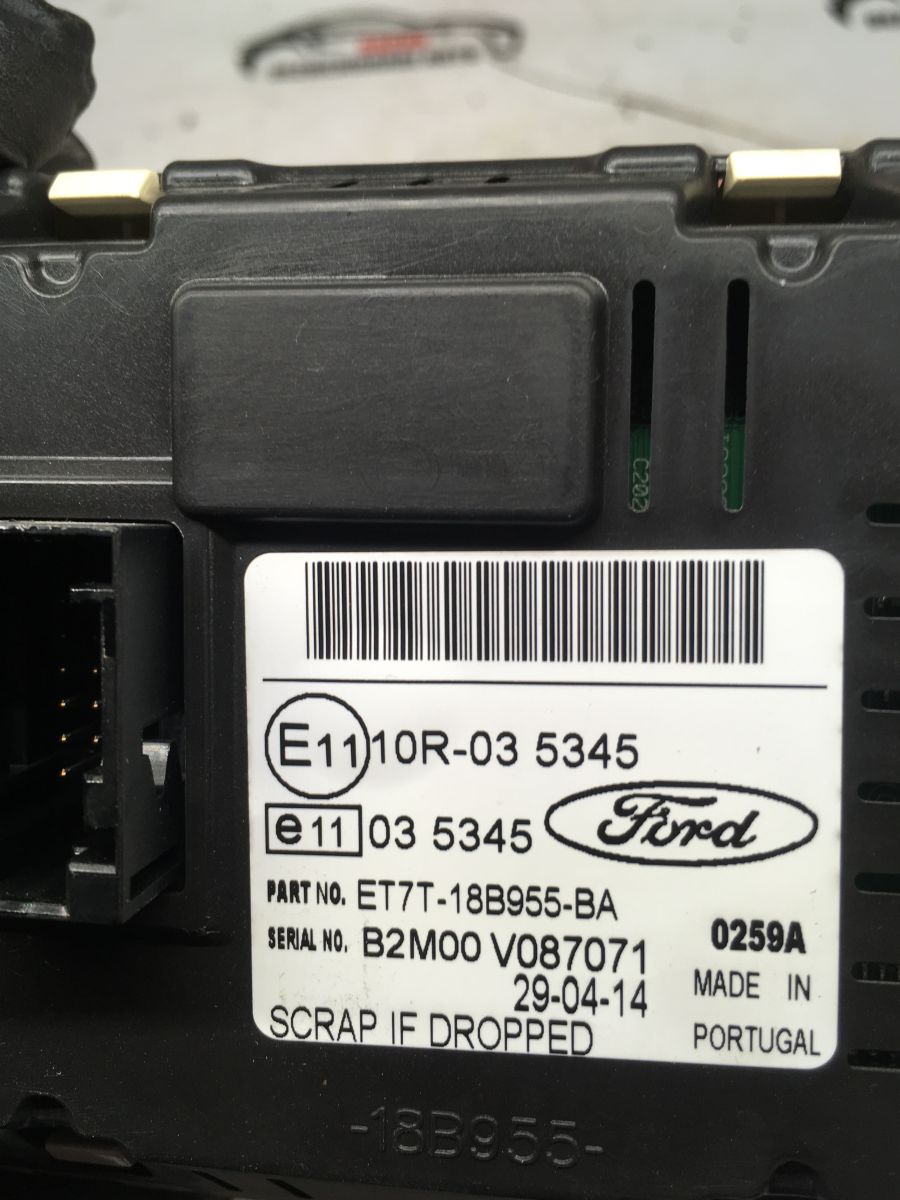 C202
E11 10R-03 5345
e11 03 5345
Ford
PART NO. ET7T-18B955-BA
SERIAL NO. B2M00 V087071
0259A
29-04-14
MADE IN
PORTUGAL
SCRAP IF DROPPED
-18B955-